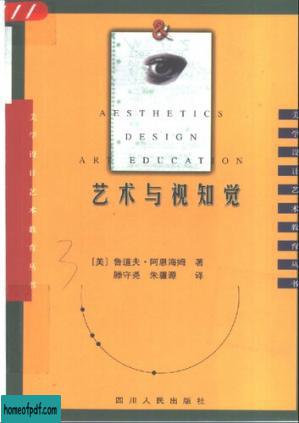 11
&
AESTHETICS
DESIGN
ART EDUCATION
艺术与视知觉
[美] 鲁道夫·阿恩海姆 著
滕守尧 朱疆源 译
3
四川人民出版社
美学设计艺术教育丛书
美学设计艺术教育丛书
homeofpdf.com
homeofpdf.com